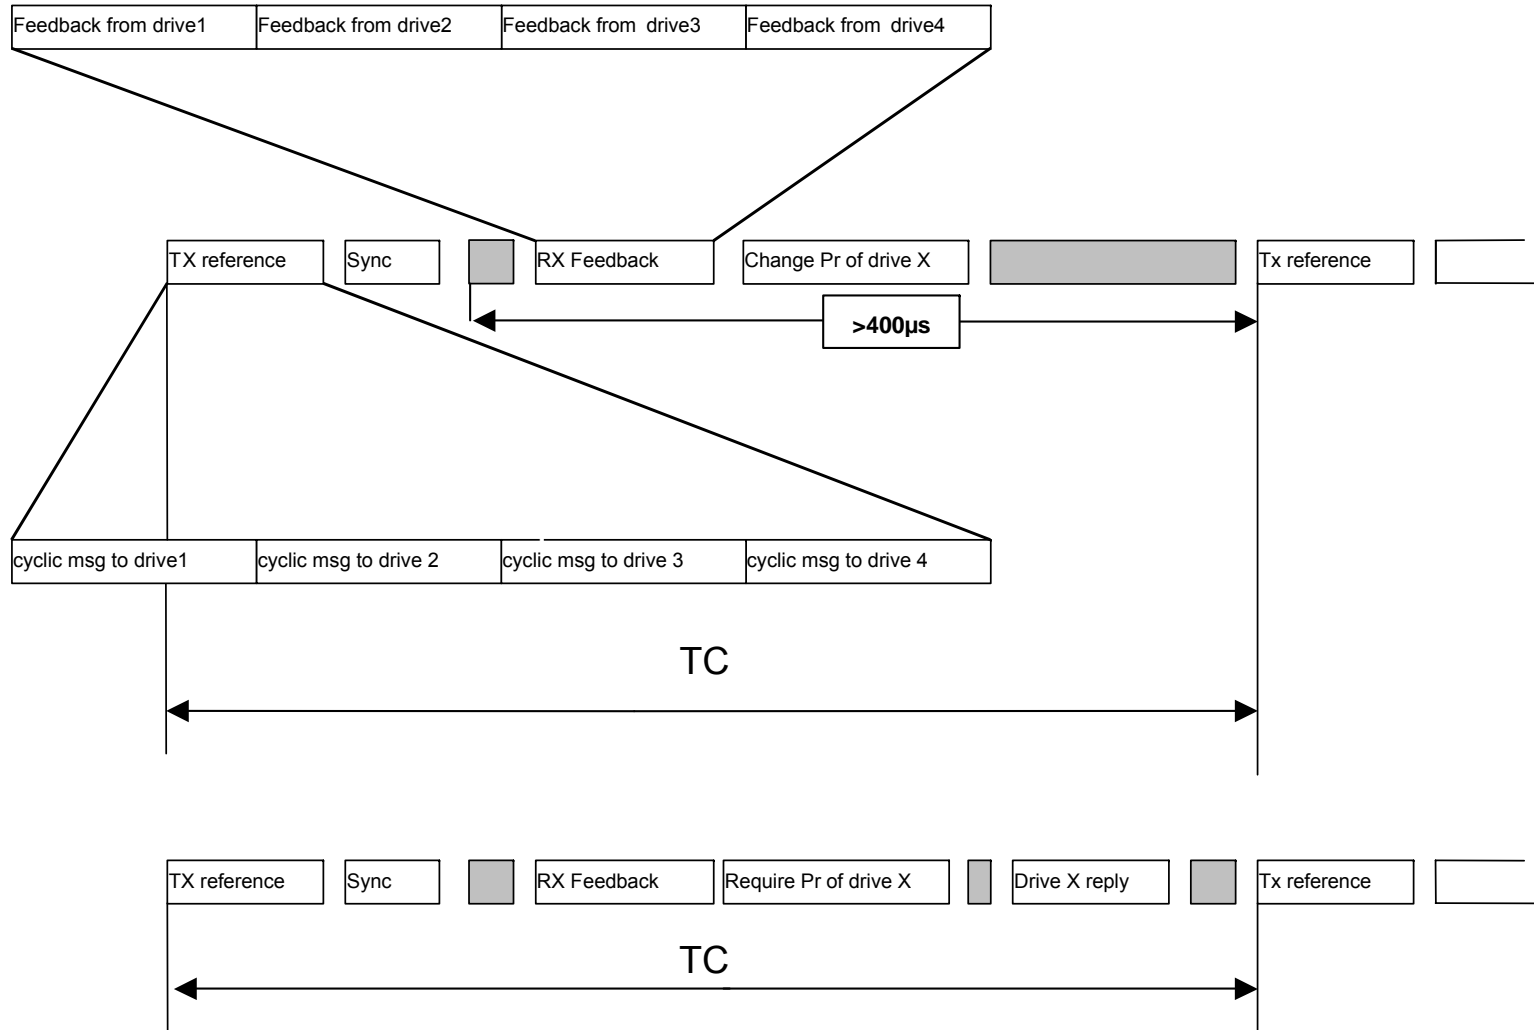 Feedback from drive1
Feedback from drive2
Feedback from  drive3
Feedback from  drive4
TX reference
Sync
RX Feedback
Change Pr of drive X
Tx reference
>400µs
cyclic msg to drive1
cyclic msg to drive 2
cyclic msg to drive 3
cyclic msg to drive 4
TC
TX reference
Sync
RX Feedback
Require Pr of drive X
Drive X reply
Tx reference
TC